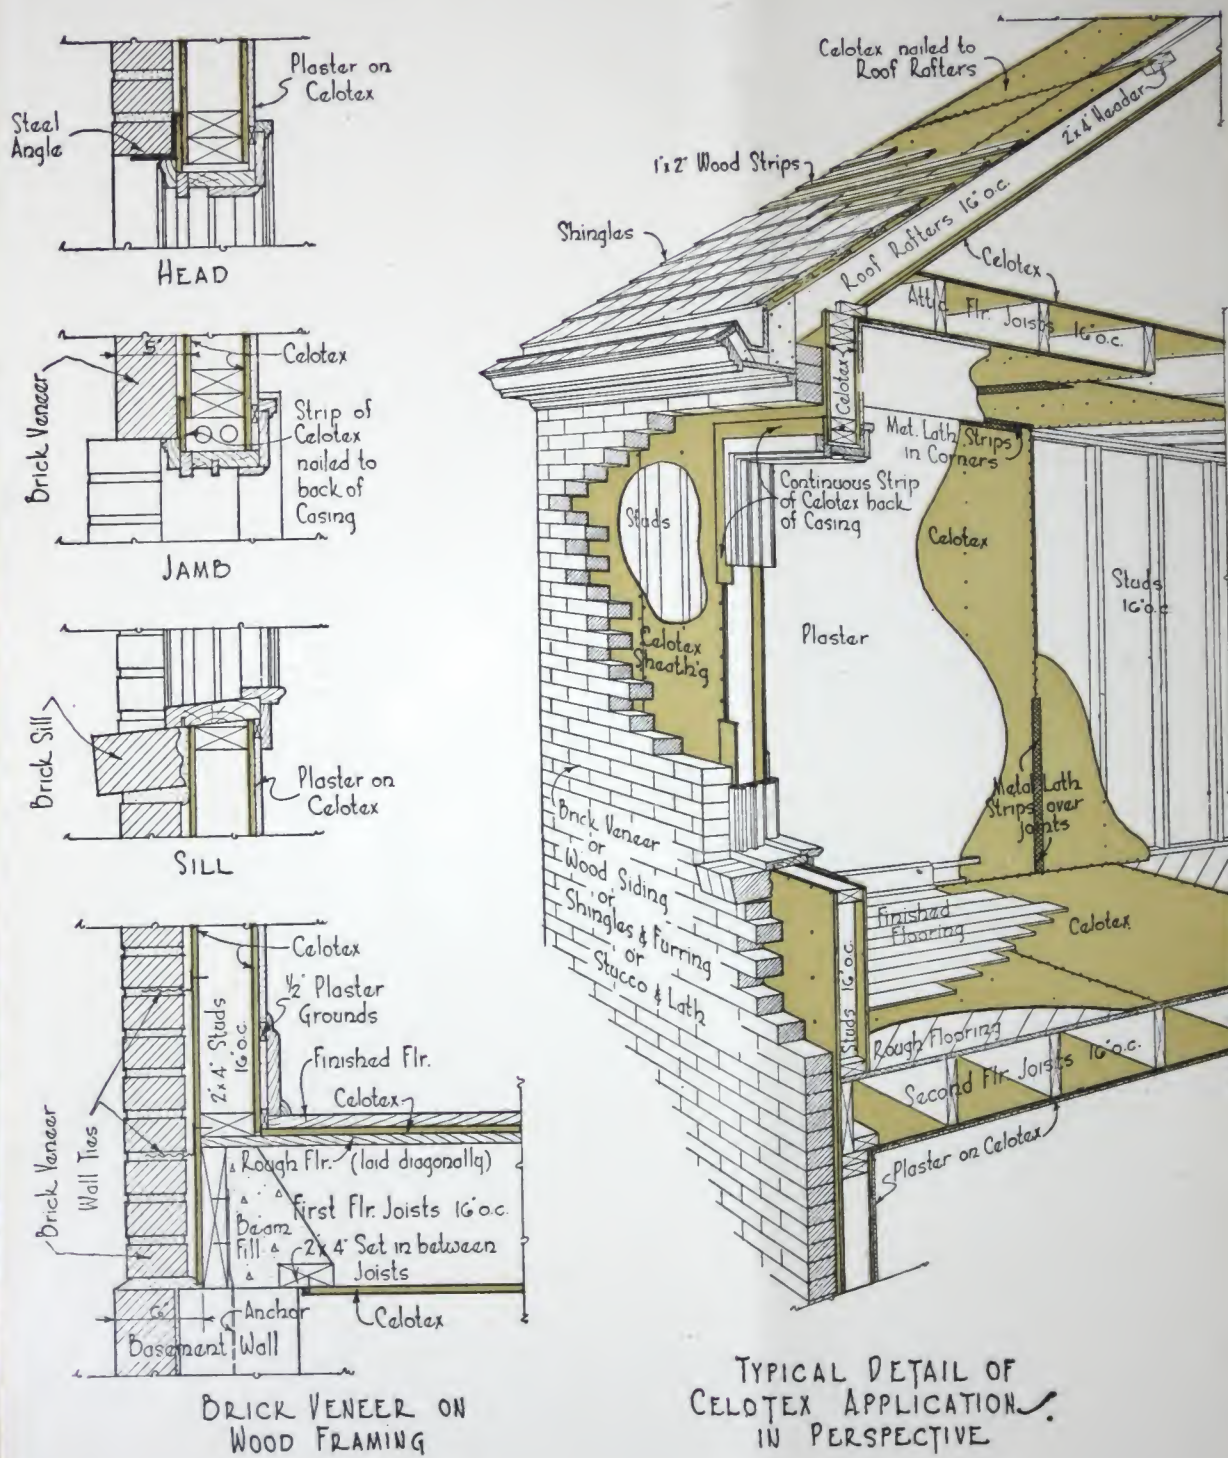 Plaster on
Celotex
Steel
Angle
HEAD
5"
Celotex
Brick Veneer
Strip of
Celotex
nailed to
back of
Casing
JAMB
Brick Sill
Plaster on
Celotex
SILL
Celotex
1/2" Plaster
Grounds
2"x4" Studs
16" o.c.
Finished Flr.
Celotex
Brick Veneer
Wall Ties
Rough Flr. (laid diagonally)
First Flr. Joists 16" o.c.
Beam
Fill
2"x4" Set in between
Joists
6"
Anchor
Celotex
Basement Wall
BRICK VENEER ON
WOOD FRAMING
Celotex nailed to
Roof Rafters
2"x4" Header
1"x2" Wood Strips
Shingles
Roof Rafters 16" o.c.
Celotex
Attic Flr. Joists 16" o.c.
Celotex
Met. Lath Strips
in Corners
Continuous Strip
of Celotex back
of Casing
Studs
Celotex
Studs
16" o.c
Plaster
Celotex
Sheath'g
Metal Lath
Strips over
Joints
Brick Veneer
or
Wood Siding
or
Shingles & Furring
or
Stucco & Lath
Finished
Flooring
Celotex
Studs 16" o.c.
Rough Flooring
Second Flr. Joists 16" o.c.
Plaster on Celotex
TYPICAL DETAIL OF
CELOTEX APPLICATION
IN PERSPECTIVE